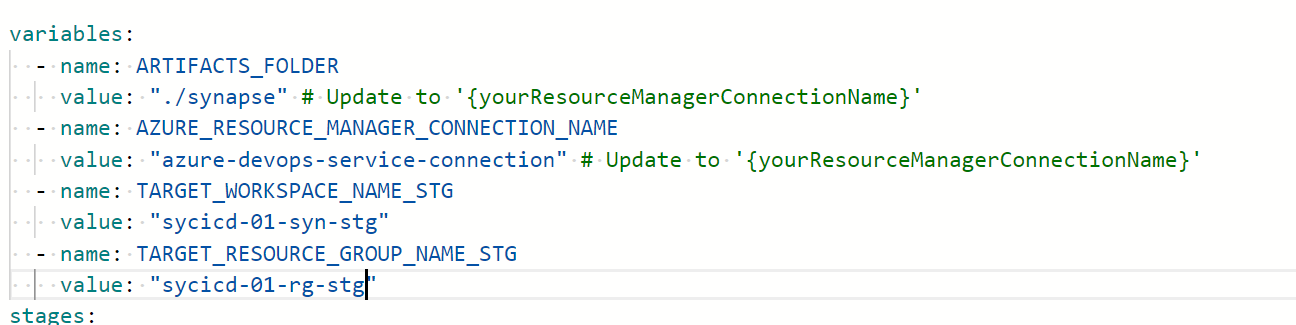 variables:
  - name: ARTIFACTS_FOLDER
    value: "./synapse" # Update to '{yourResourceManagerConnectionName}'
  - name: AZURE_RESOURCE_MANAGER_CONNECTION_NAME
    value: "azure-devops-service-connection" # Update to '{yourResourceManagerConnectionName}'
  - name: TARGET_WORKSPACE_NAME_STG
    value: "sycicd-01-syn-stg"
  - name: TARGET_RESOURCE_GROUP_NAME_STG
    value: "sycicd-01-rg-stg"
stages: